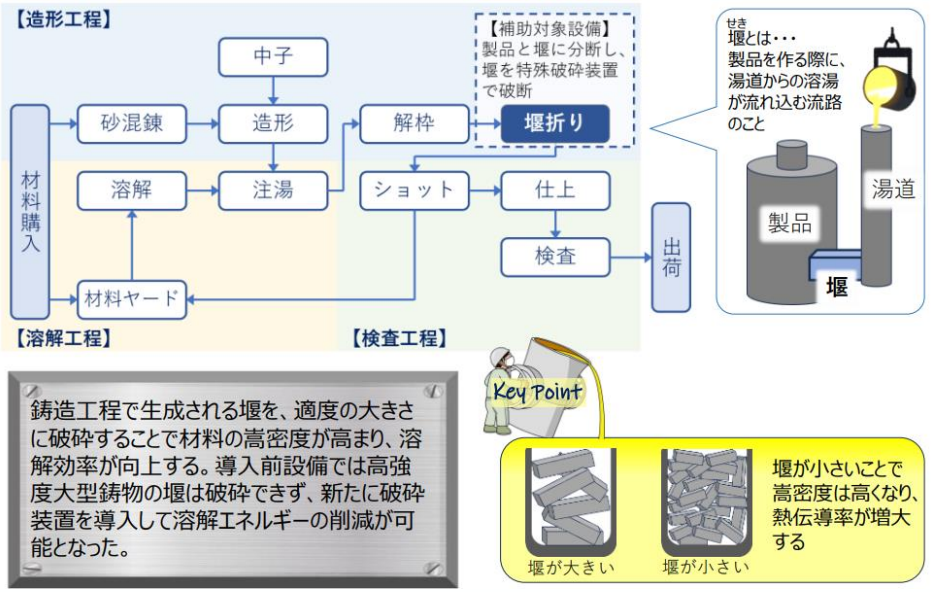 【造形工程】
中子
【補助対象設備】
製品と堰に分断し、
堰を特殊破砕装置
で破断
砂混錬
造形
解枠
堰折り
材料購入
溶解
注湯
ショット
仕上
検査
出荷
材料ヤード
【溶解工程】
【検査工程】
せき
堰とは・・・
製品を作る際に、
湯道からの溶湯
が流れ込む流路
のこと
湯道
製品
堰
鋳造工程で生成される堰を、適度の大きさ
に破砕することで材料の嵩密度が高まり、溶
解効率が向上する。導入前設備では高強
度大型鋳物の堰は破砕できず、新たに破砕
装置を導入して溶解エネルギーの削減が可
能となった。
Key Point
堰が小さいことで
嵩密度は高くなり、
熱伝導率が増大
する
堰が大きい
堰が小さい